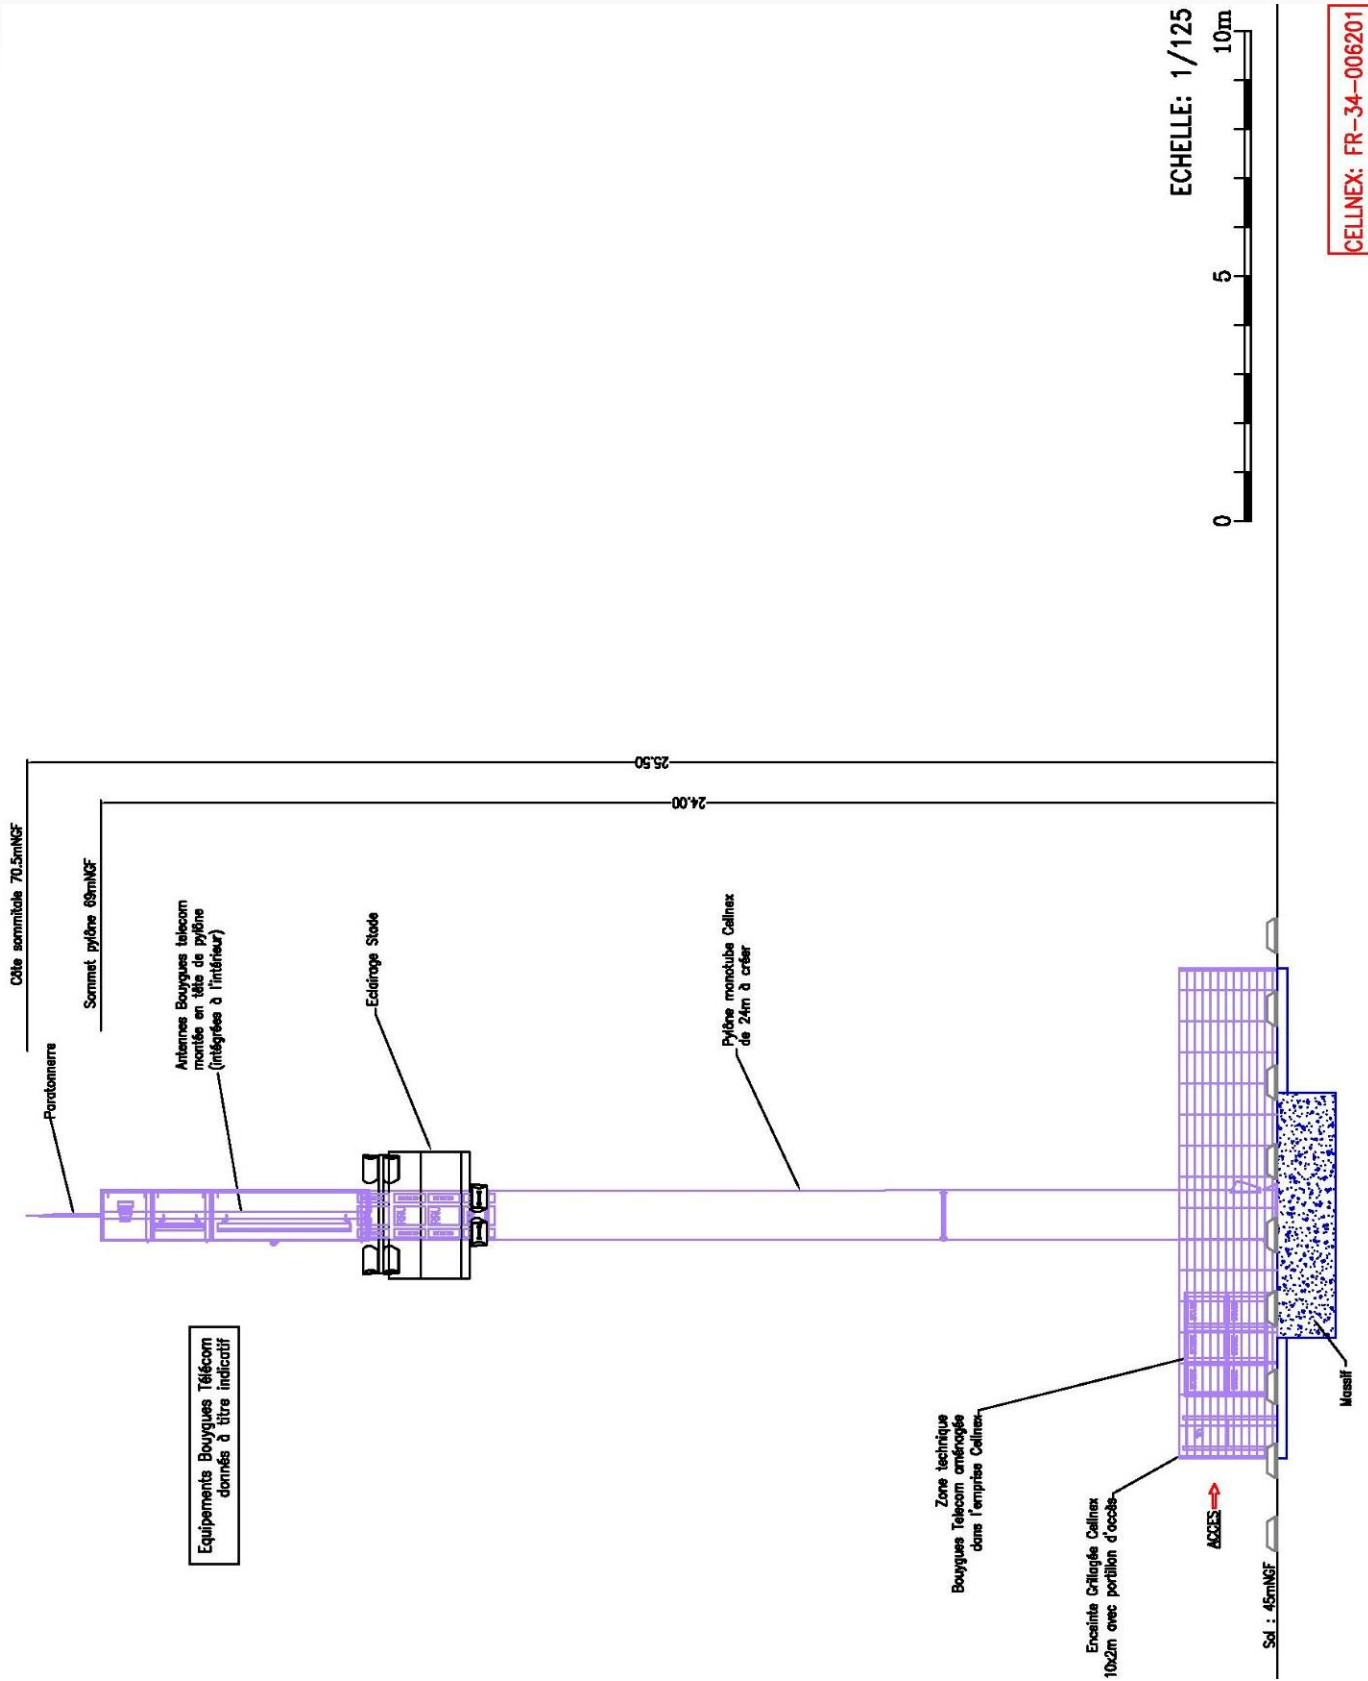 Côte sommitale 70.5mNGF
Sommet pylône 69mNGF
Paratonnerre
Antennes Bouygues telecom
montée en tête de pylône
(intégrées à l'intérieur)
Eclairage Stade
Equipements Bouygues Télécom
donnés à titre indicatif
25.50
24.00
Pylône monotube Cellnex
de 24m à créer
Zone technique
Bouygues Telecom aménagée
dans l'emprise Cellnex
Enceinte Grillagée Cellnex
10x2m avec portillon d'accès
ACCES
Sol : 45mNGF
Massif
ECHELLE: 1/125
0 5 10m
CELLNEX: FR-34-006201